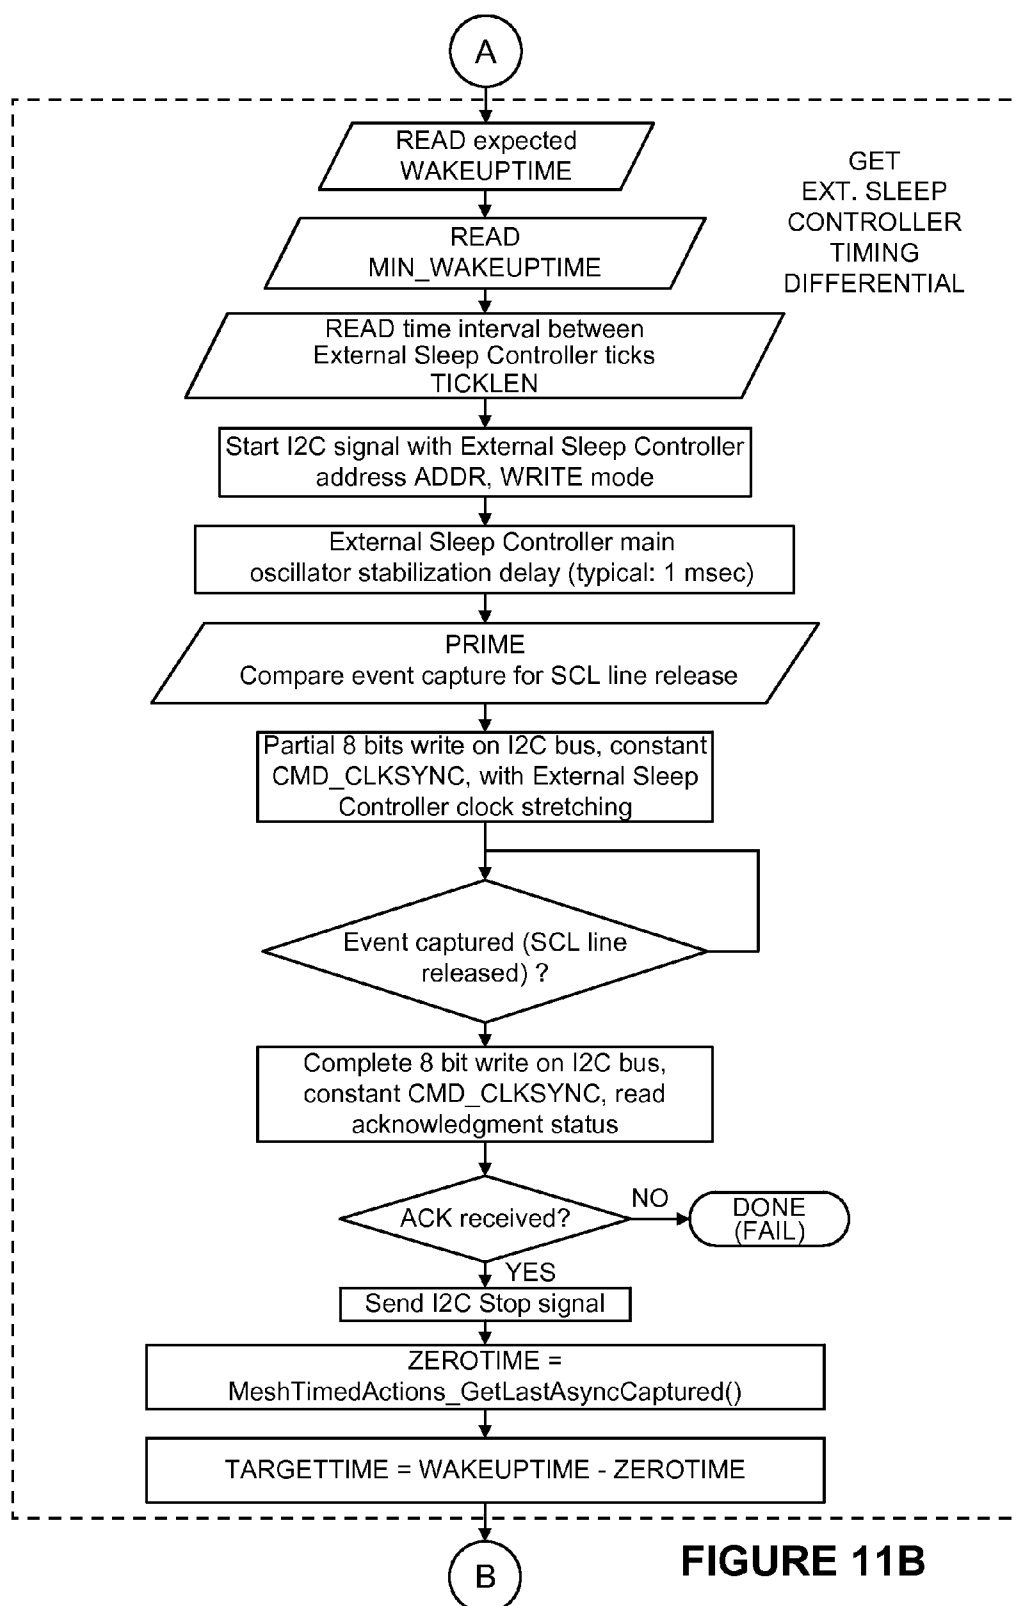 A
READ expected
WAKEUPTIME
GET
EXT. SLEEP
CONTROLLER
TIMING
DIFFERENTIAL
READ
MIN_WAKEUPTIME
READ time interval between
External Sleep Controller ticks
TICKLEN
Start I2C signal with External Sleep Controller
address ADDR, WRITE mode
External Sleep Controller main
oscillator stabilization delay (typical: 1 msec)
PRIME
Compare event capture for SCL line release
Partial 8 bits write on I2C bus, constant
CMD_CLKSYNC, with External Sleep
Controller clock stretching
Event captured (SCL line
released) ?
Complete 8 bit write on I2C bus,
constant CMD_CLKSYNC, read
acknowledgment status
ACK received?
NO
DONE
(FAIL)
YES
Send I2C Stop signal
ZEROTIME =
MeshTimedActions_GetLastAsyncCaptured()
TARGETTIME = WAKEUPTIME - ZEROTIME
B
FIGURE 11B